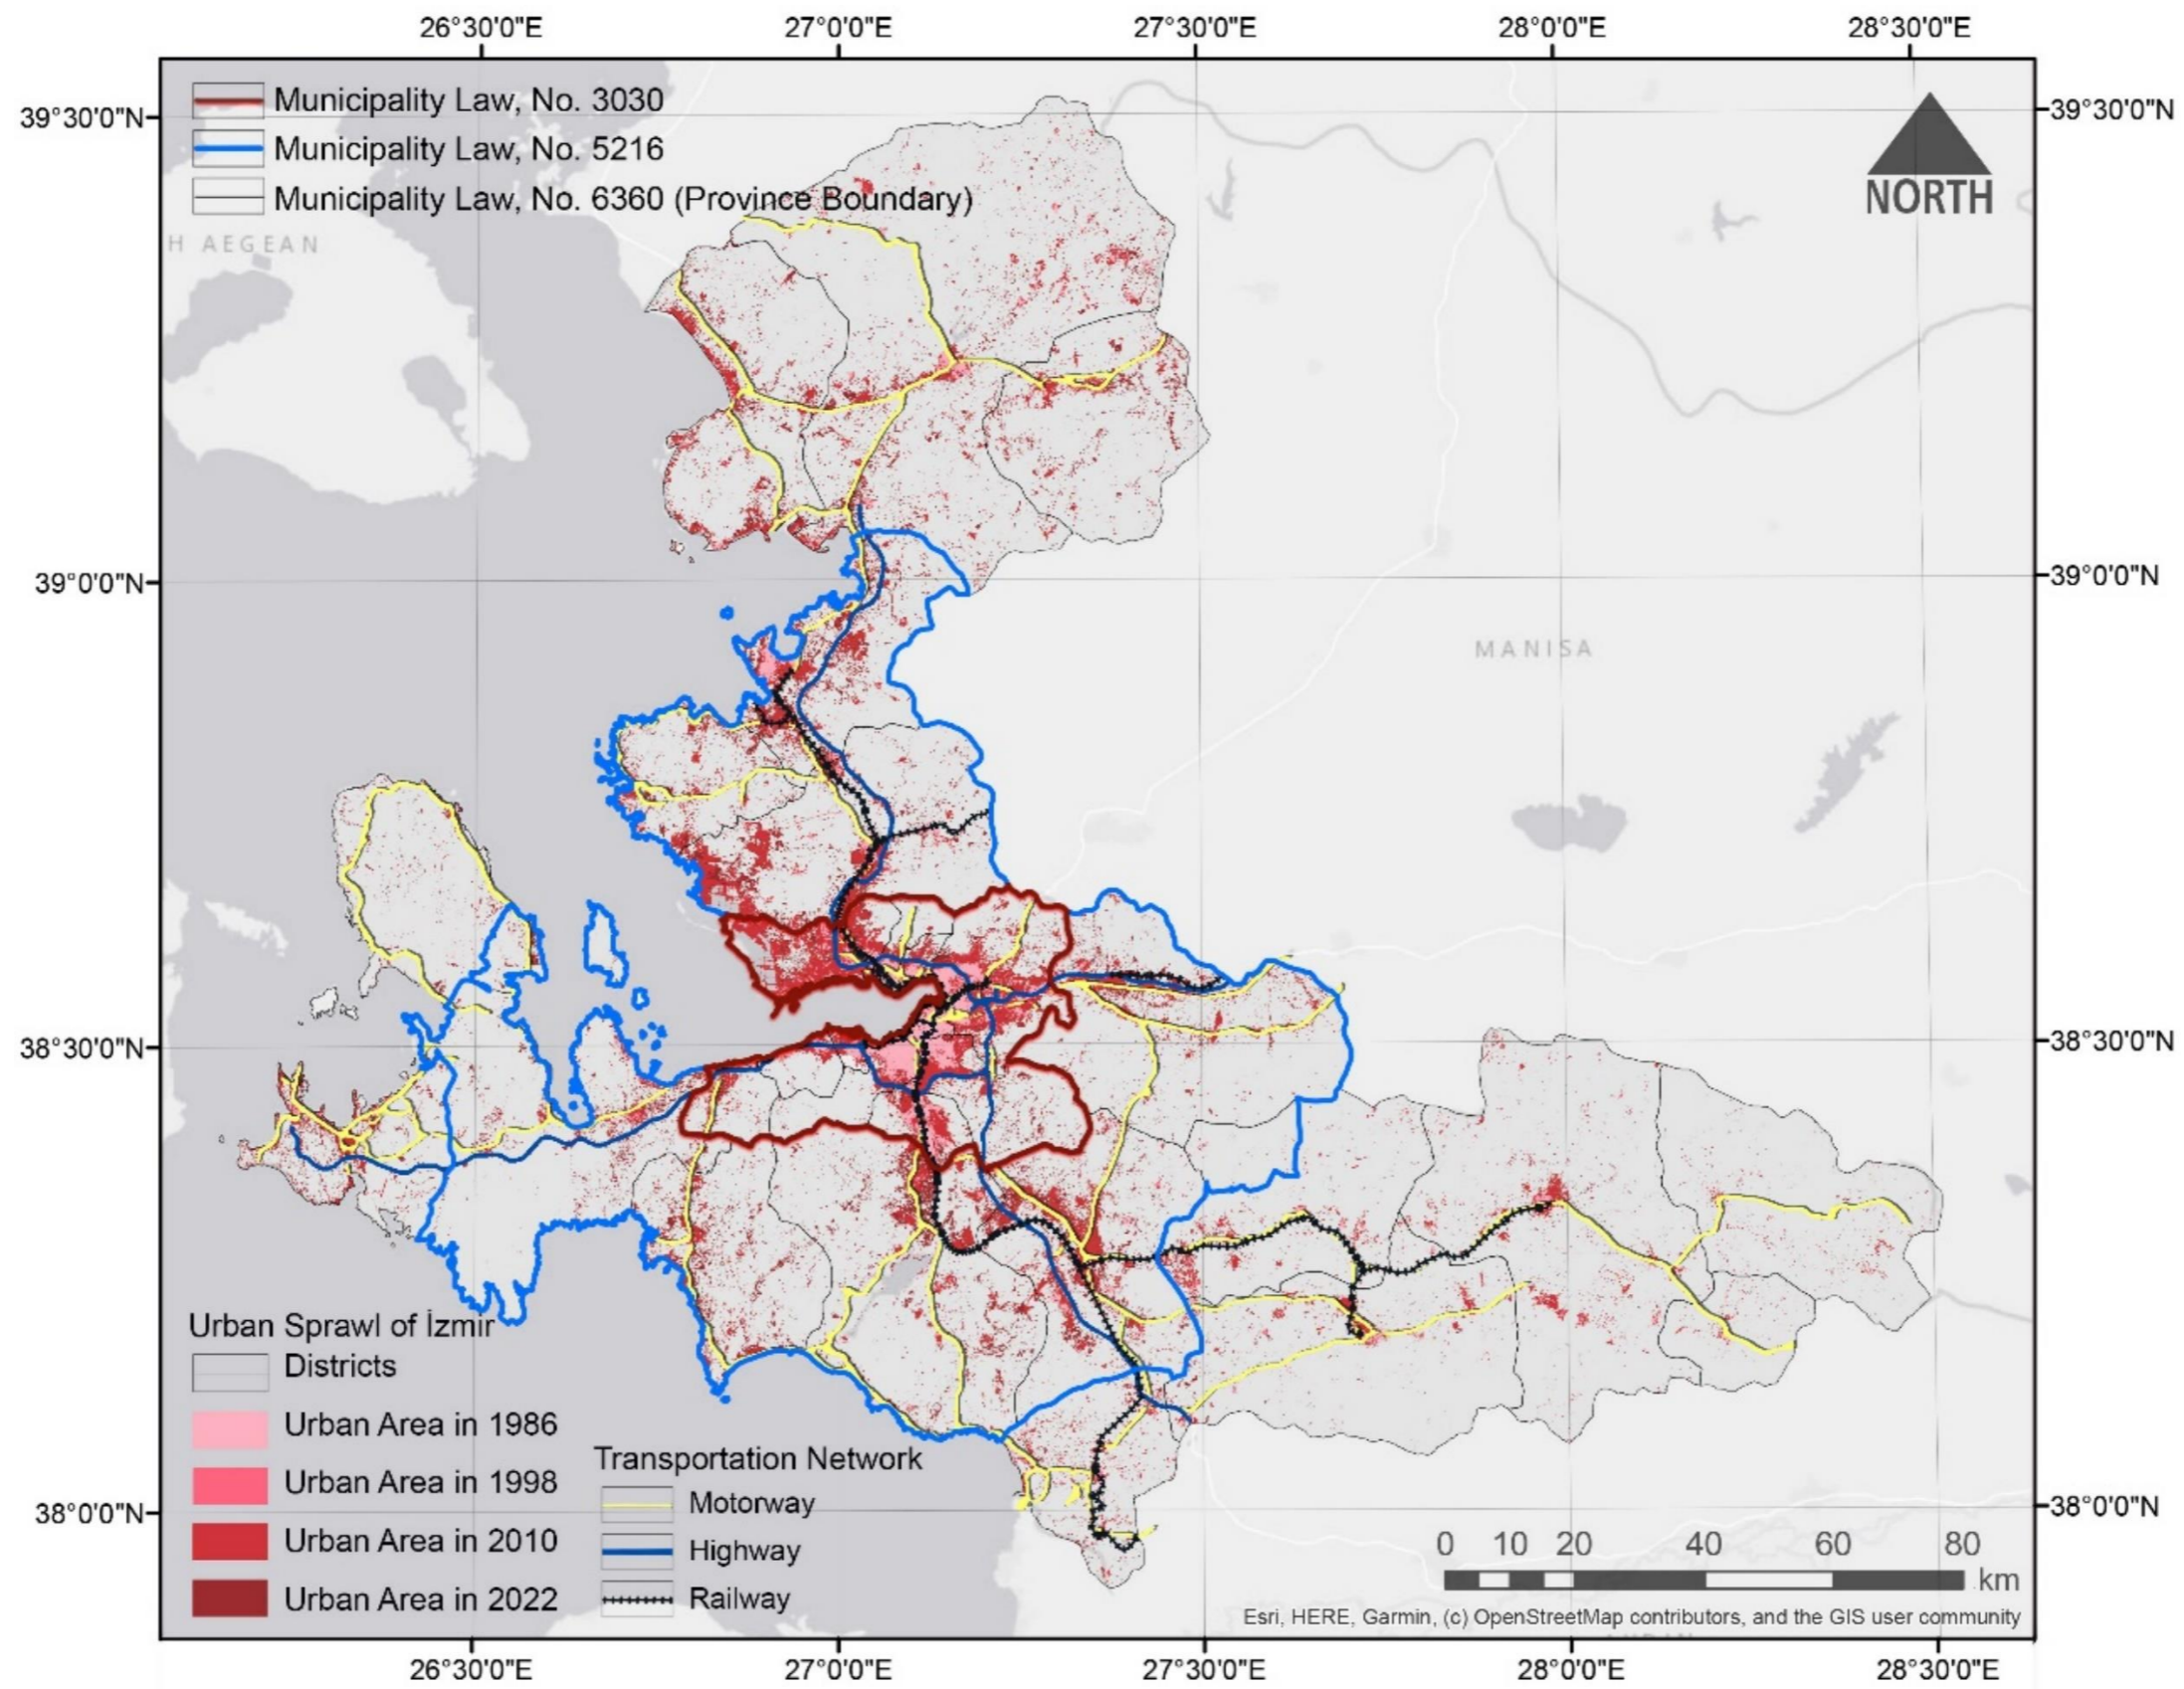 26°30'0"E 27°0'0"E 27°30'0"E 28°0'0"E 28°30'0"E
Municipality Law, No. 3030
39°30'0"N 39°30'0"N
Municipality Law, No. 5216
Municipality Law, No. 6360 (Province Boundary)
NORTH
H AEGEAN
39°0'0"N 39°0'0"N
MANISA
38°30'0"N 38°30'0"N
Urban Sprawl of İzmir
Districts
Urban Area in 1986
Urban Area in 1998
Urban Area in 2010
Urban Area in 2022
Transportation Network
Motorway
Highway
Railway
38°0'0"N 38°0'0"N
0 10 20 40 60 80
km
Esri, HERE, Garmin, (c) OpenStreetMap contributors, and the GIS user community
26°30'0"E 27°0'0"E 27°30'0"E 28°0'0"E 28°30'0"E